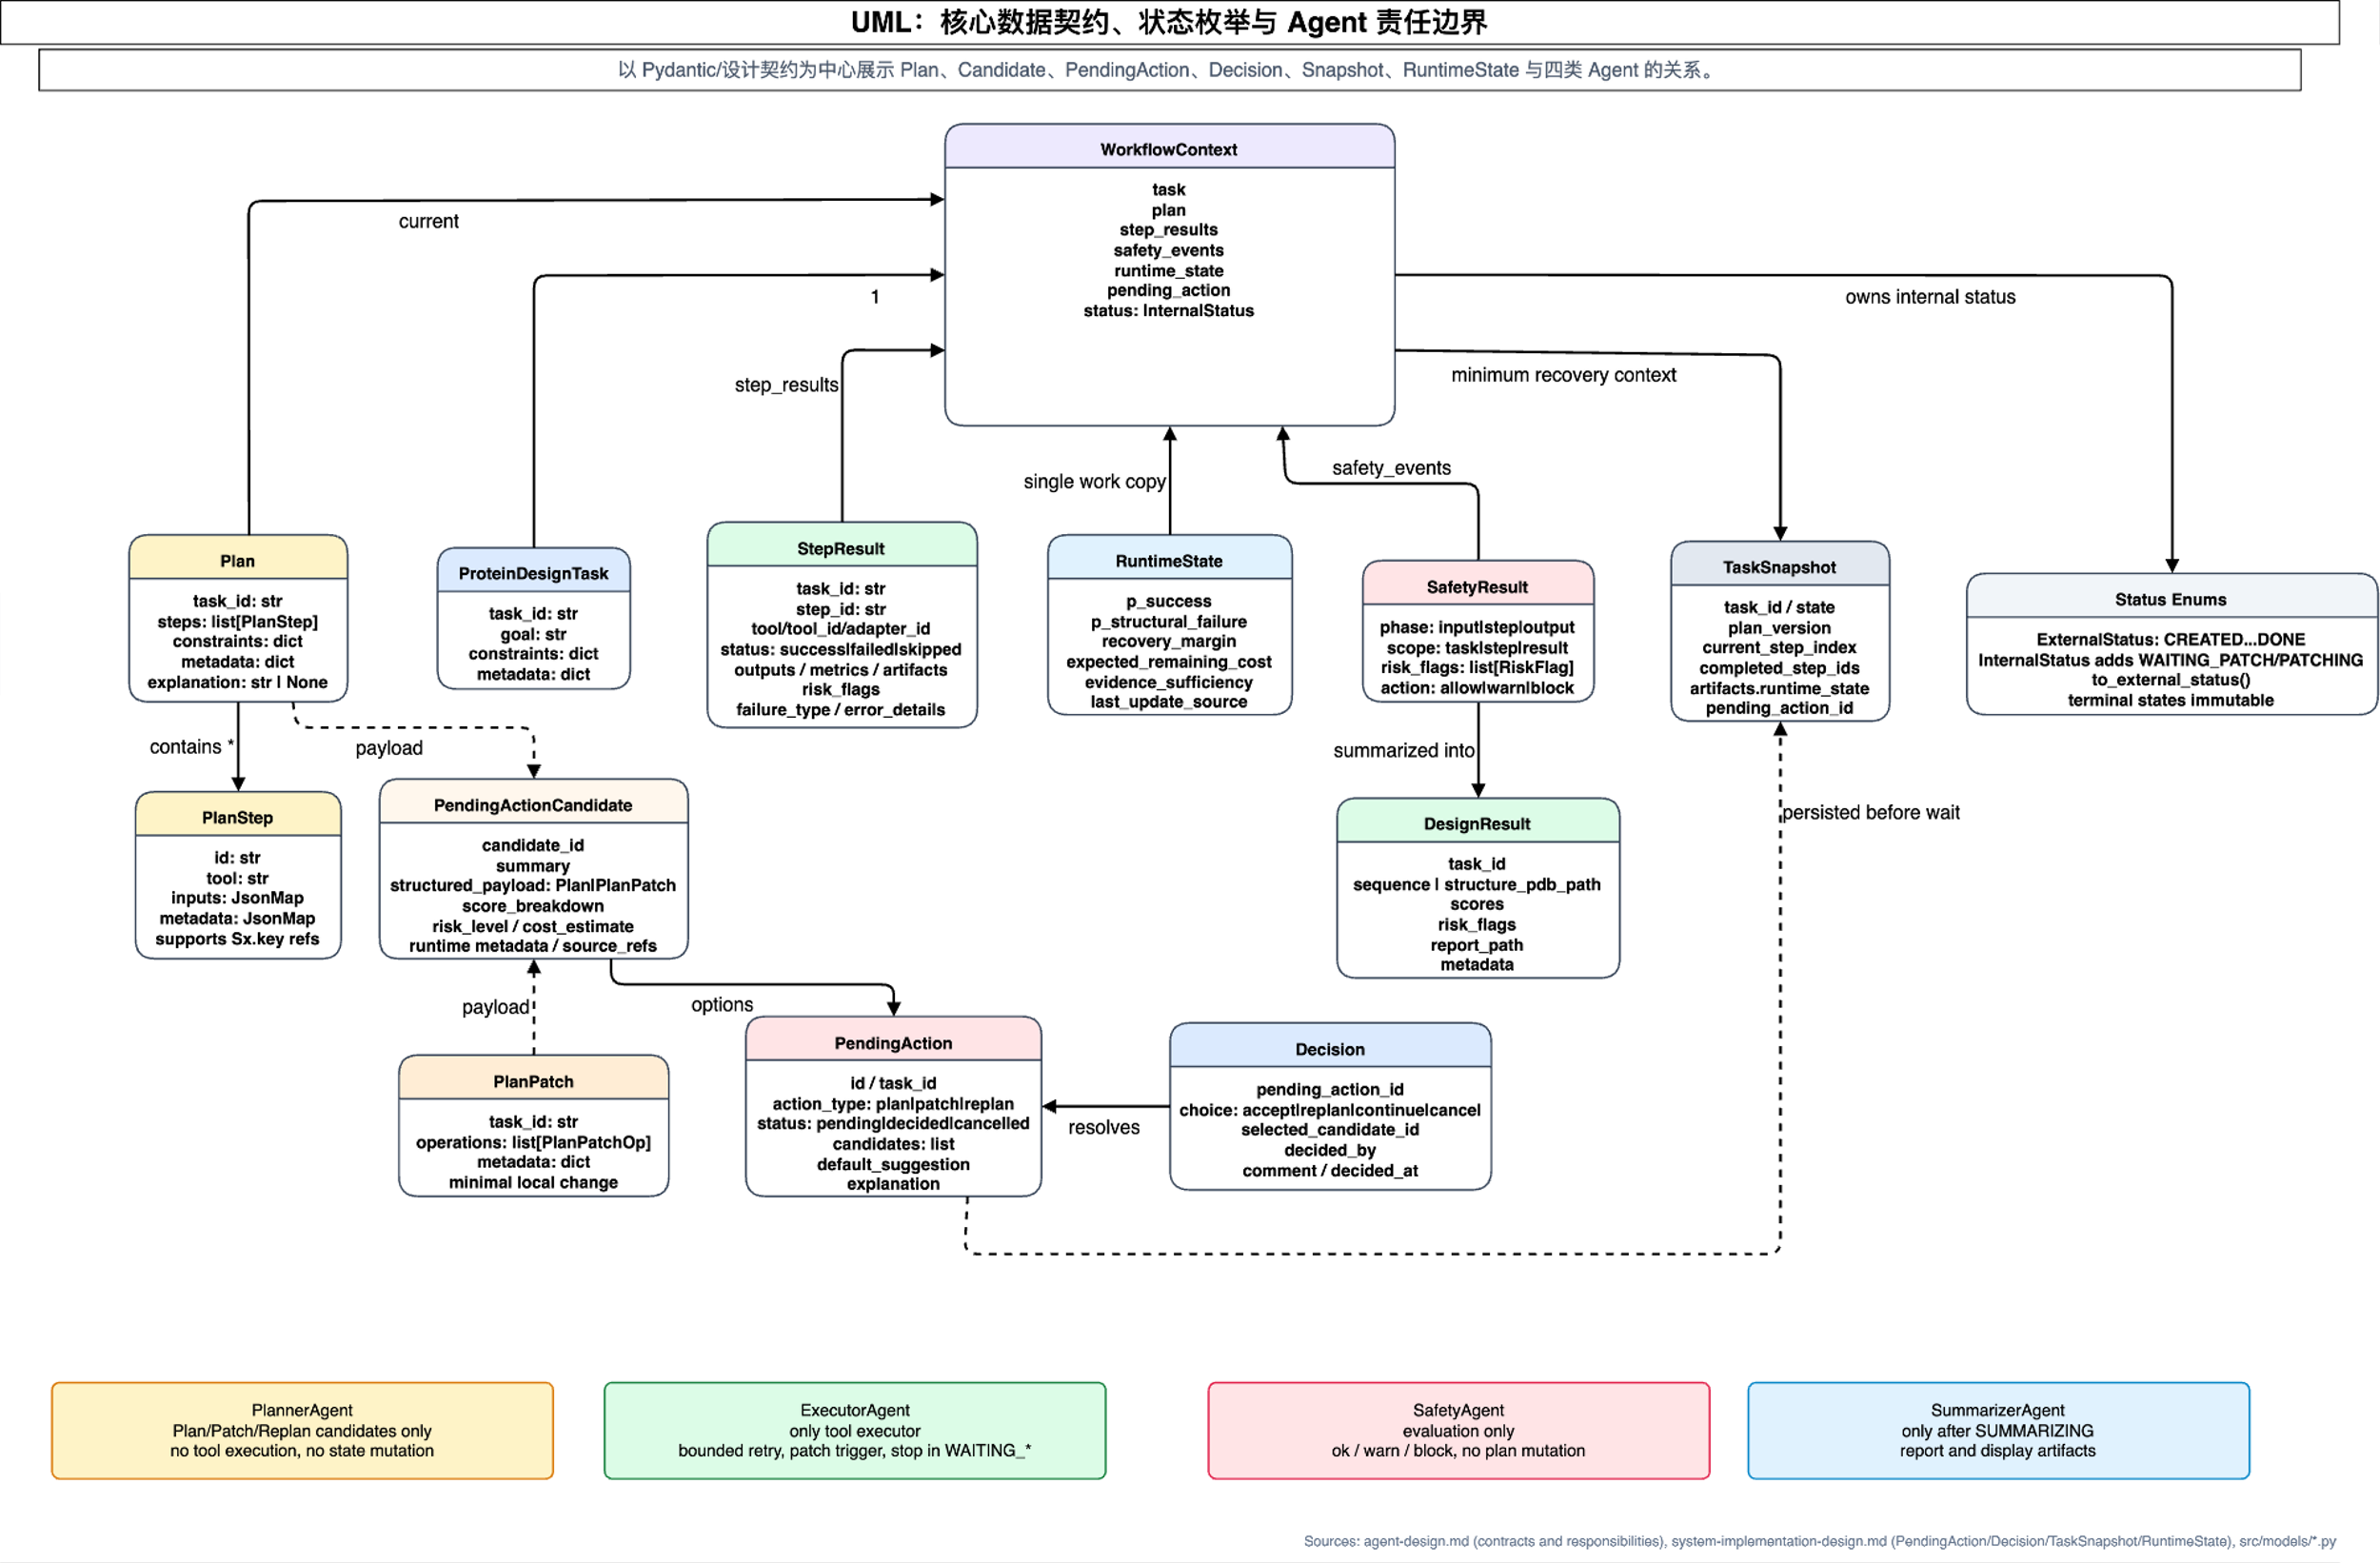 UML：核心数据契约、状态枚举与 Agent 责任边界
以 Pydantic/设计契约为中心展示 Plan、Candidate、PendingAction、Decision、Snapshot、RuntimeState 与四类 Agent 的关系。
WorkflowContext
task
plan
step_results
safety_events
runtime_state
pending_action
status: InternalStatus
current
1
step_results
single work copy
safety_events
minimum recovery context
owns internal status
Plan
task_id: str
steps: list[PlanStep]
constraints: dict
metadata: dict
explanation: str | None
ProteinDesignTask
task_id: str
goal: str
constraints: dict
metadata: dict
StepResult
task_id: str
step_id: str
tool/tool_id/adapter_id
status: success|failed|skipped
outputs / metrics / artifacts
risk_flags
failure_type / error_details
RuntimeState
p_success
p_structural_failure
recovery_margin
expected_remaining_cost
evidence_sufficiency
last_update_source
SafetyResult
phase: input|step|output
scope: task|step|result
risk_flags: list[RiskFlag]
action: allow|warn|block
TaskSnapshot
task_id / state
plan_version
current_step_index
completed_step_ids
artifacts.runtime_state
pending_action_id
Status Enums
ExternalStatus: CREATED...DONE
InternalStatus adds WAITING_PATCH/PATCHING
to_external_status()
terminal states immutable
contains *
payload
summarized into
persisted before wait
PlanStep
id: str
tool: str
inputs: JsonMap
metadata: JsonMap
supports Sx.key refs
PendingActionCandidate
candidate_id
summary
structured_payload: Plan|PlanPatch
score_breakdown
risk_level / cost_estimate
runtime metadata / source_refs
DesignResult
task_id
sequence | structure_pdb_path
scores
risk_flags
report_path
metadata
payload
options
PlanPatch
task_id: str
operations: list[PlanPatchOp]
metadata: dict
minimal local change
PendingAction
id / task_id
action_type: plan|patch|replan
status: pending|decided|cancelled
candidates: list
default_suggestion
explanation
resolves
Decision
pending_action_id
choice: accept|replan|continue|cancel
selected_candidate_id
decided_by
comment / decided_at
PlannerAgent
Plan/Patch/Replan candidates only
no tool execution, no state mutation
ExecutorAgent
only tool executor
bounded retry, patch trigger, stop in WAITING_*
SafetyAgent
evaluation only
ok / warn / block, no plan mutation
SummarizerAgent
only after SUMMARIZING
report and display artifacts
Sources: agent-design.md (contracts and responsibilities), system-implementation-design.md (PendingAction/Decision/TaskSnapshot/RuntimeState), src/models/*.py